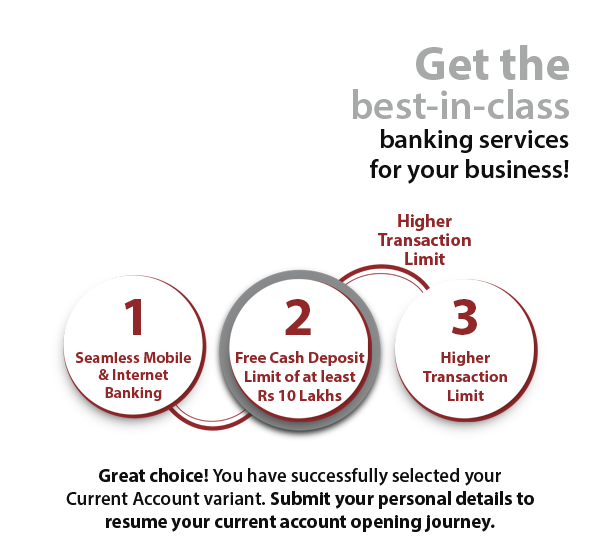 Get the
best-in-class
banking services
for your business!
Higher
Transaction
Limit
1
Seamless Mobile
& Internet
Banking
2
Free Cash Deposit
Limit of at least
Rs 10 Lakhs
3
Higher
Transaction
Limit
Great choice! You have successfully selected your
Current Account variant. Submit your personal details to
resume your current account opening journey.